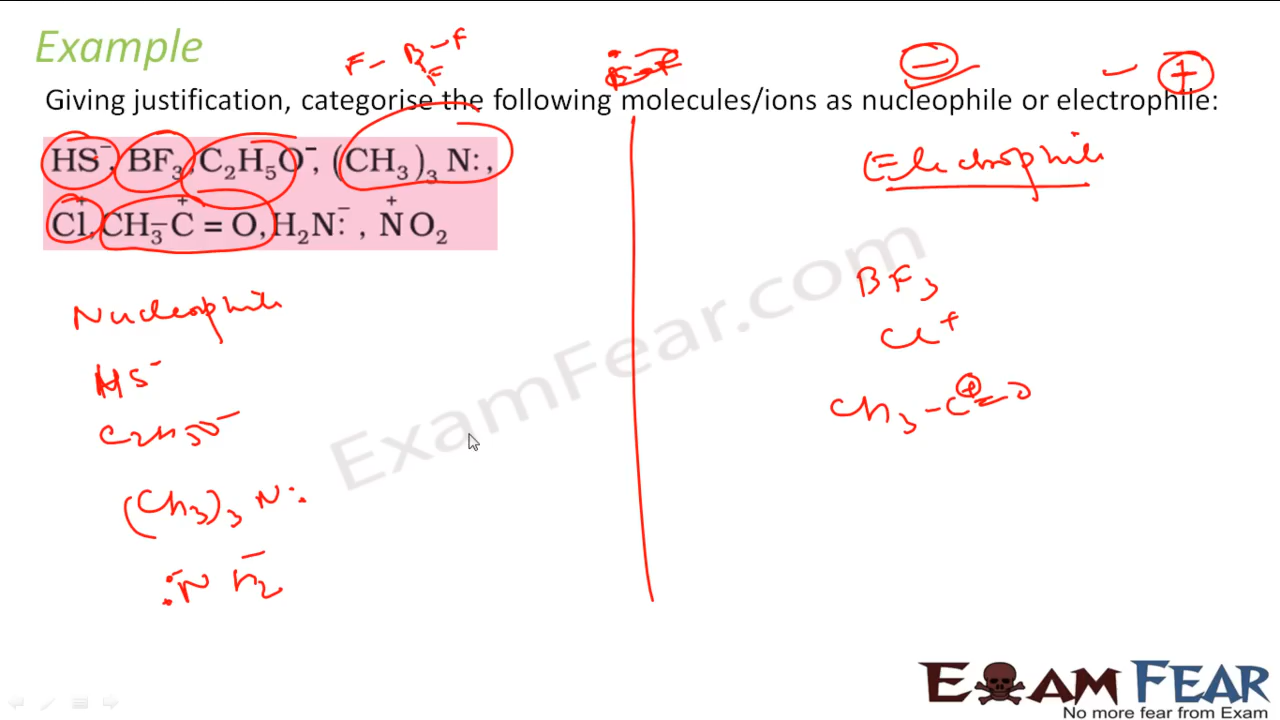 Example
F - B - F
F
B-F
−
− +
Giving justification, categorise the following molecules/ions as nucleophile or electrophile:
HS⁻, BF₃, C₂H₅O⁻, (CH₃)₃ N:,
Cl⁺, CH₃–C⁺ = O, H₂N:⁻, N⁺O₂
Electrophile
Nucleophile
BF₃
Cl⁺
HS⁻
CH₃ – C⁺ = O
C₂H₅O⁻
(CH₃)₃ N:
:N⁻ H₂⁻
ExamFear.com
EXAM FEAR
No more fear from Exam